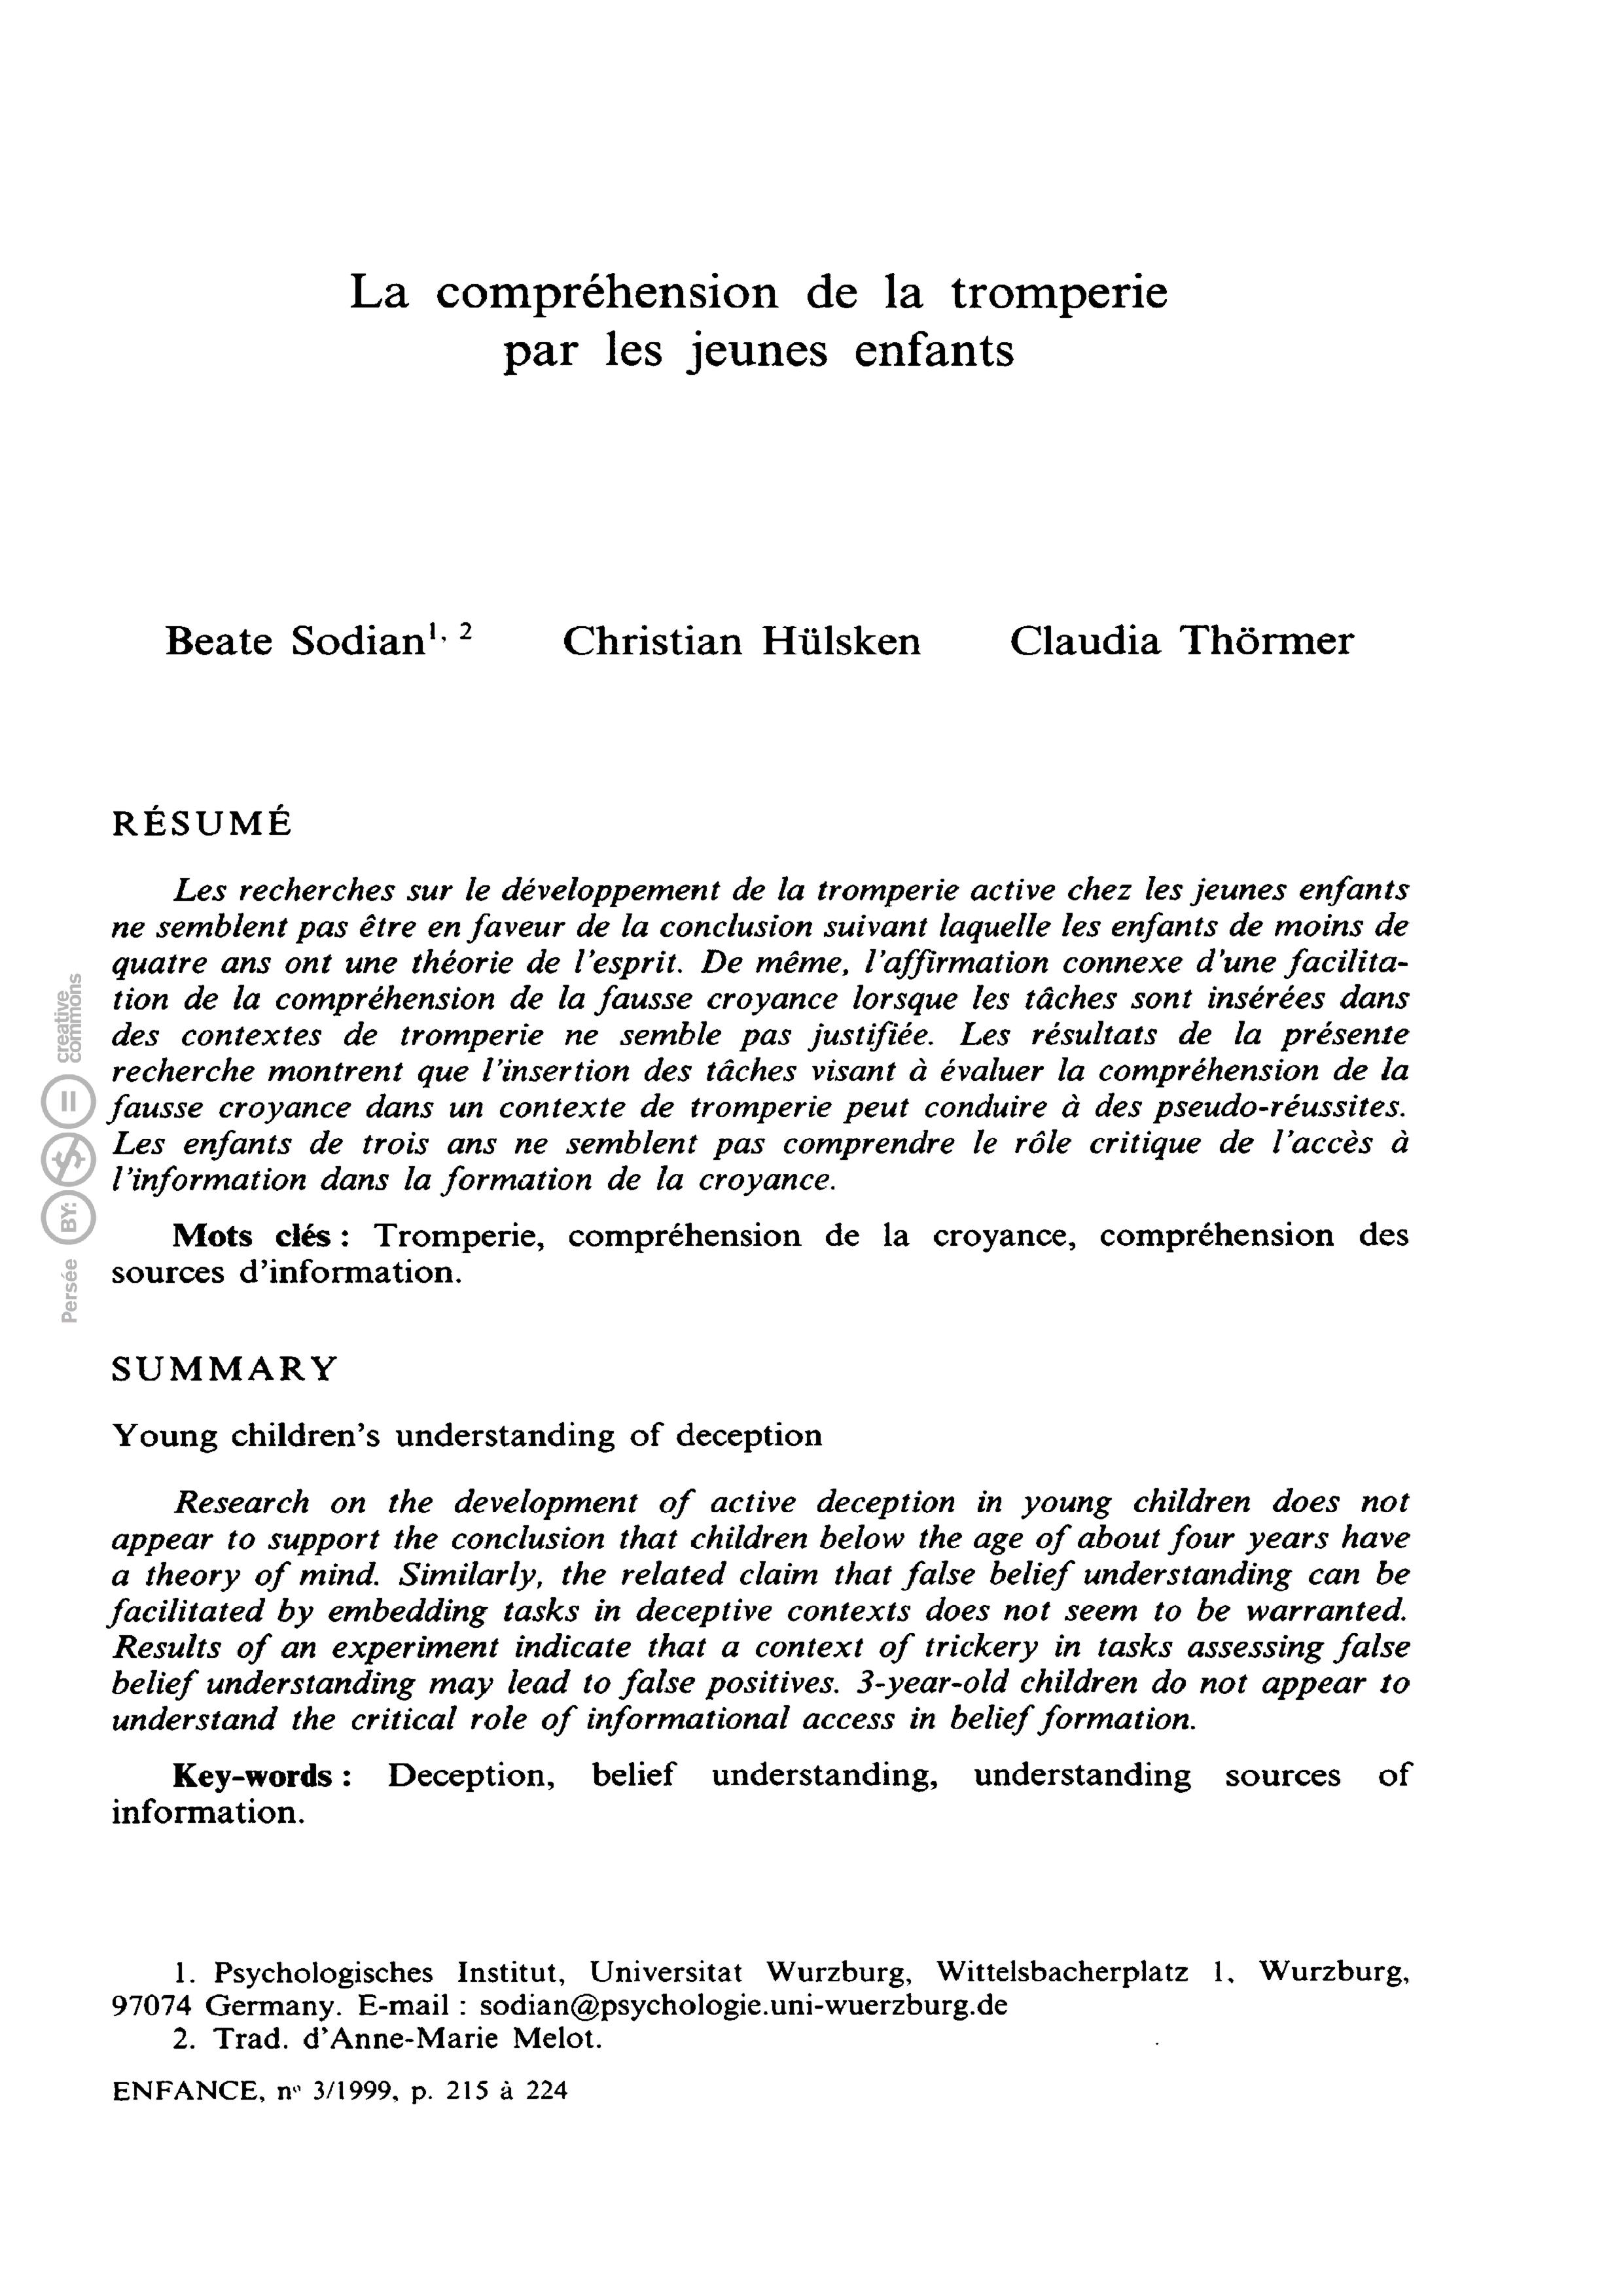 La compréhension de la tromperie
par les jeunes enfants
Beate Sodian1, 2 Christian Hülsken Claudia Thörmer
RÉSUMÉ
Les recherches sur le développement de la tromperie active chez les jeunes enfants
ne semblent pas être en faveur de la conclusion suivant laquelle les enfants de moins de
quatre ans ont une théorie de l'esprit. De même, l'affirmation connexe d'une facilita-
tion de la compréhension de la fausse croyance lorsque les tâches sont insérées dans
des contextes de tromperie ne semble pas justifiée. Les résultats de la présente
recherche montrent que l'insertion des tâches visant à évaluer la compréhension de la
fausse croyance dans un contexte de tromperie peut conduire à des pseudo-réussites.
Les enfants de trois ans ne semblent pas comprendre le rôle critique de l'accès à
l'information dans la formation de la croyance.
Mots clés : Tromperie, compréhension de la croyance, compréhension des
sources d'information.
SUMMARY
Young children's understanding of deception
Research on the development of active deception in young children does not
appear to support the conclusion that children below the age of about four years have
a theory of mind. Similarly, the related claim that false belief understanding can be
facilitated by embedding tasks in deceptive contexts does not seem to be warranted.
Results of an experiment indicate that a context of trickery in tasks assessing false
belief understanding may lead to false positives. 3-year-old children do not appear to
understand the critical role of informational access in belief formation.
Key-words : Deception, belief understanding, understanding sources of
information.
1. Psychologisches Institut, Universitat Wurzburg, Wittelsbacherplatz 1, Wurzburg,
97074 Germany. E-mail : sodian@psychologie.uni-wuerzburg.de
2. Trad. d'Anne-Marie Melot.
ENFANCE, n° 3/1999, p. 215 à 224
Persée BY: $ = creative
commons